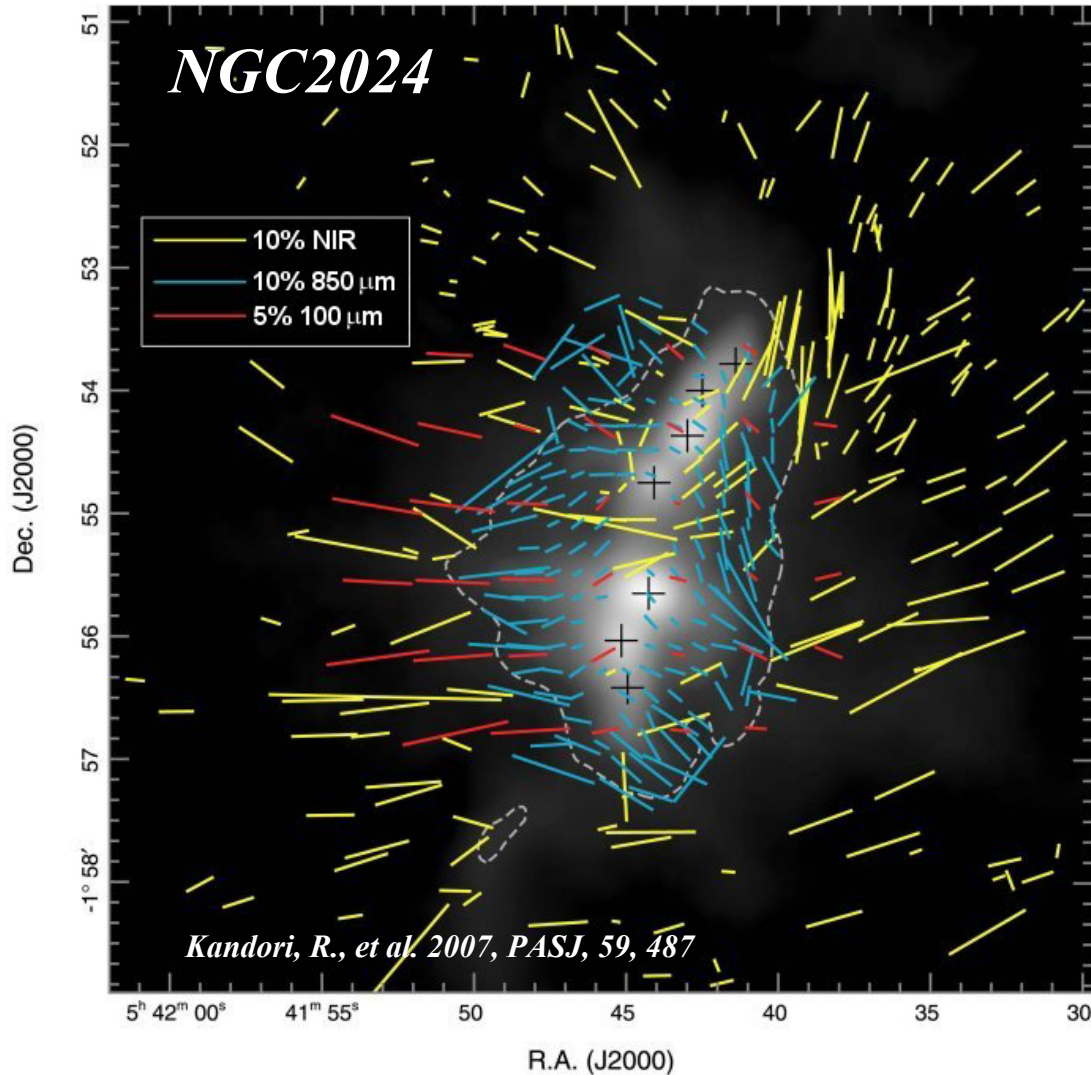 NGC2024
10% NIR
10% 850 μm
5% 100 μm
51
52
53
54
55
56
57
-1° 58′
Dec. (J2000)
Kandori, R., et al. 2007, PASJ, 59, 487
5ʰ 42ᵐ 00ˢ 41ᵐ 55ˢ 50 45 40 35 30
R.A. (J2000)